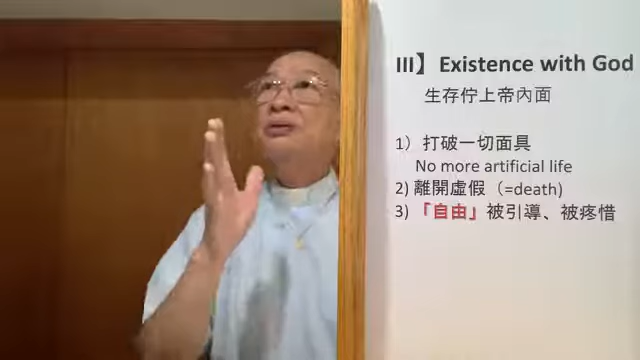 III】 Existence with God
生存佇上帝內面
1） 打破一切面具
No more artificial life
2) 離開虛假（=death)
3) 「自由」被引導、被疼惜